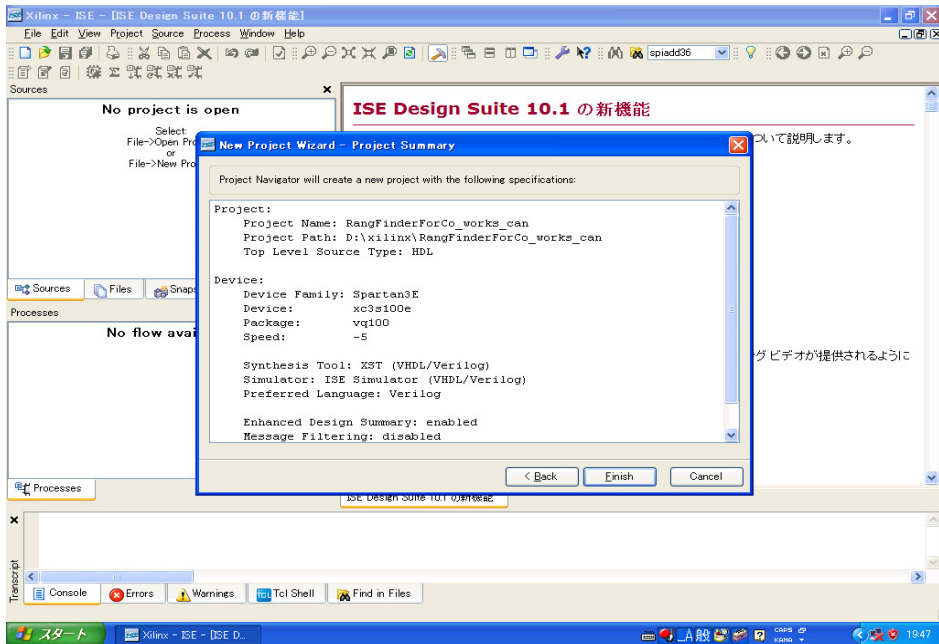 Xilinx - ISE - [ISE Design Suite 10.1 の新機能]
File Edit View Project Source Process Window Help
spiadd36
Sources
No project is open
Select:
File->Open Pro
or
File->New Pro
Sources Files Snaps
Processes
No flow avai
Processes
ISE Design Suite 10.1 の新機能
ついて説明します。
グ ビデオが提供されるように
ISE Design Suite 10.1 の新機能
New Project Wizard - Project Summary
Project Navigator will create a new project with the following specifications:
Project:
Project Name: RangFinderForCo_works_can
Project Path: D:\xilinx\RangFinderForCo_works_can
Top Level Source Type: HDL
Device:
Device Family: Spartan3E
Device: xc3s100e
Package: vq100
Speed: -5
Synthesis Tool: XST (VHDL/Verilog)
Simulator: ISE Simulator (VHDL/Verilog)
Preferred Language: Verilog
Enhanced Design Summary: enabled
Message Filtering: disabled
< Back Finish Cancel
Transcript
Console Errors Warnings Tcl Shell Find in Files
スタート Xilinx - ISE - [ISE D... A 般 CAPS KANA 19:47